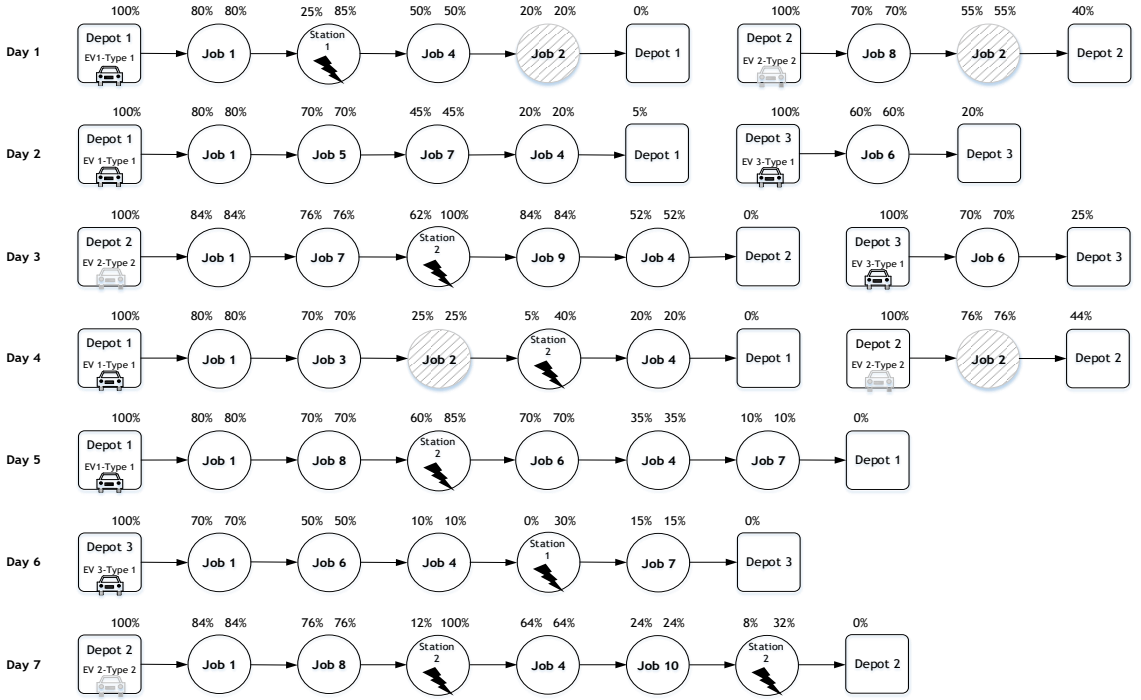 100% 80% 80% 25% 85% 50% 50% 20% 20% 0% 100% 70% 70% 55% 55% 40%
Day 1 Depot 1 EV1-Type 1 Job 1 Station 1 Job 4 Job 2 Depot 1 Depot 2 EV 2-Type 2 Job 8 Job 2 Depot 2
100% 80% 80% 70% 70% 45% 45% 20% 20% 5% 100% 60% 60% 20%
Day 2 Depot 1 EV 1-Type 1 Job 1 Job 5 Job 7 Job 4 Depot 1 Depot 3 EV 3-Type 1 Job 6 Depot 3
100% 84% 84% 76% 76% 62% 100% 84% 84% 52% 52% 0% 100% 70% 70% 25%
Day 3 Depot 2 EV 2-Type 2 Job 1 Job 7 Station 2 Job 9 Job 4 Depot 2 Depot 3 EV 3-Type 1 Job 6 Depot 3
100% 80% 80% 70% 70% 25% 25% 5% 40% 20% 20% 0% 100% 76% 76% 44%
Day 4 Depot 1 EV 1-Type 1 Job 1 Job 3 Job 2 Station 2 Job 4 Depot 1 Depot 2 EV 2-Type 2 Job 2 Depot 2
100% 80% 80% 70% 70% 60% 85% 70% 70% 35% 35% 10% 10% 0%
Day 5 Depot 1 EV1-Type 1 Job 1 Job 8 Station 2 Job 6 Job 4 Job 7 Depot 1
100% 70% 70% 50% 50% 10% 10% 0% 30% 15% 15% 0%
Day 6 Depot 3 EV 3-Type 1 Job 1 Job 6 Job 4 Station 1 Job 7 Depot 3
100% 84% 84% 76% 76% 12% 100% 64% 64% 24% 24% 8% 32% 0%
Day 7 Depot 2 EV 2-Type 2 Job 1 Job 8 Station 2 Job 4 Job 10 Station 2 Depot 2